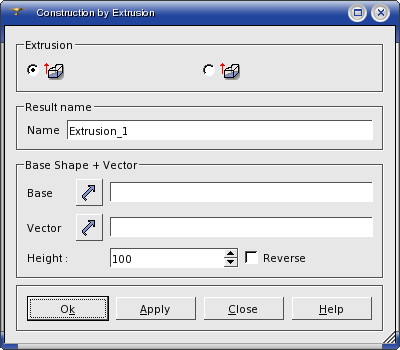 Construction by Extrusion
Extrusion
Result name
Name Extrusion_1
Base Shape + Vector
Base
Vector
Height : 100 Reverse
Ok Apply Close Help